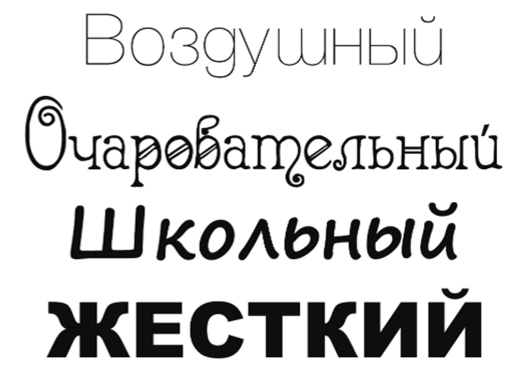 Воздушный
Очаровательный
Школьный
ЖЕСТКИЙ